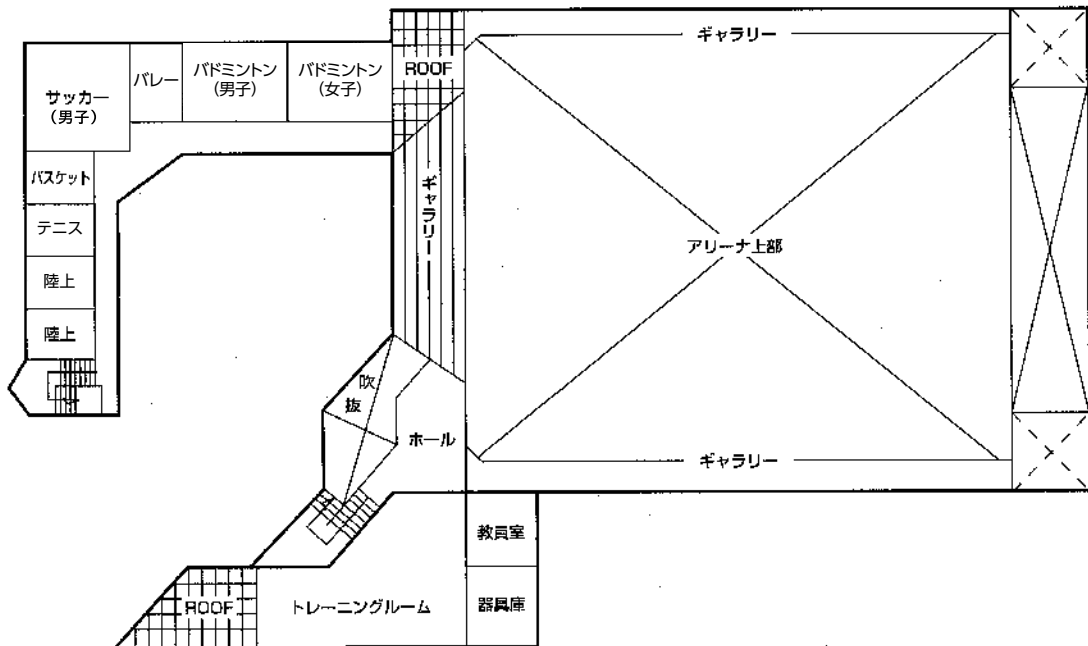 ギャラリー
バレー
バドミントン
(男子)
バドミントン
(女子)
ROOF
サッカー
(男子)
バスケット
ギャラリー
テニス
アリーナ上部
陸上
陸上
吹抜
ホール
ギャラリー
教員室
ROOF
トレーニングルーム
器具庫